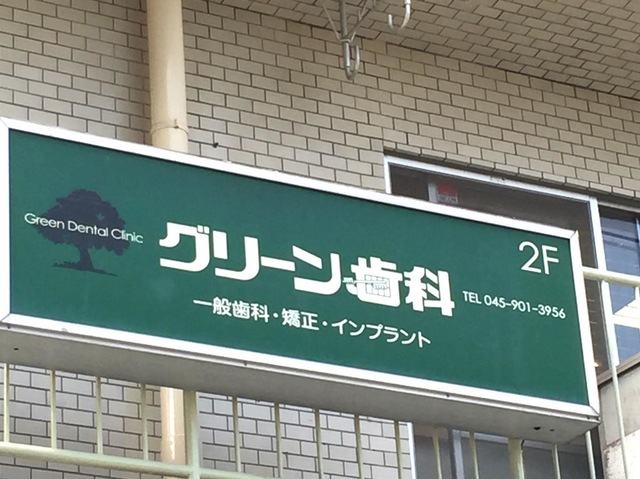 Green Dental Clinic
グリーン歯科
2F
TEL 045-901-3956
一般歯科・矯正・インプラント